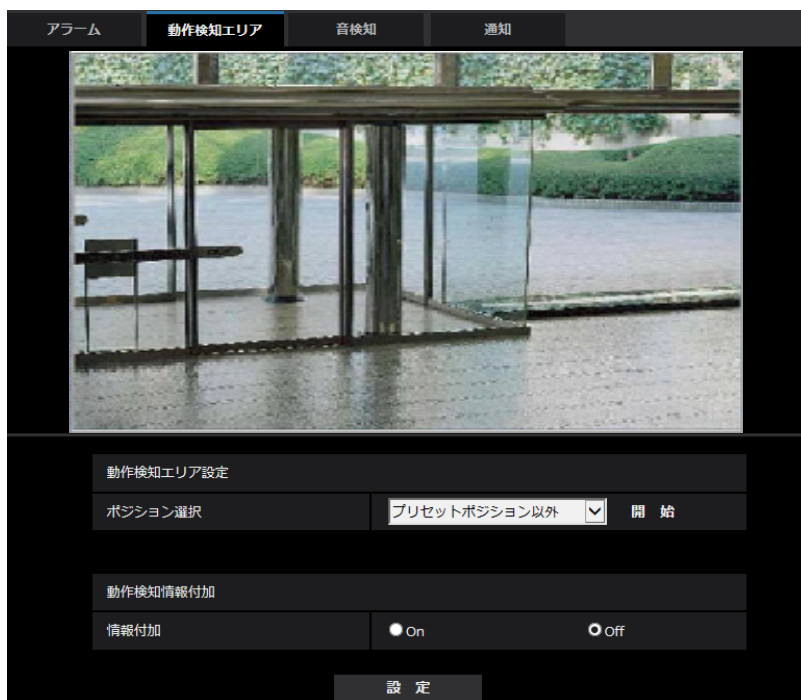 アラーム 動作検知エリア 音検知 通知
動作検知エリア設定
ポジション選択 プリセットポジション以外 開 始
動作検知情報付加
情報付加 On Off
設 定